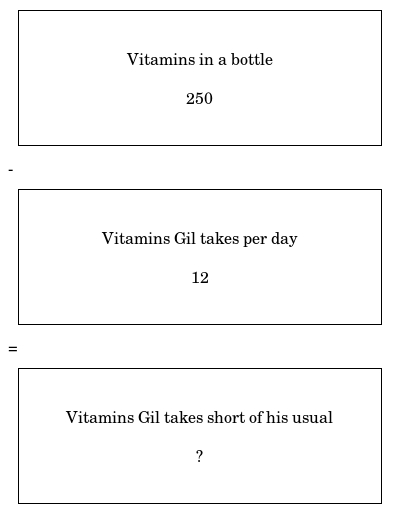 Vitamins in a bottle
250
-
Vitamins Gil takes per day
12
=
Vitamins Gil takes short of his usual
?